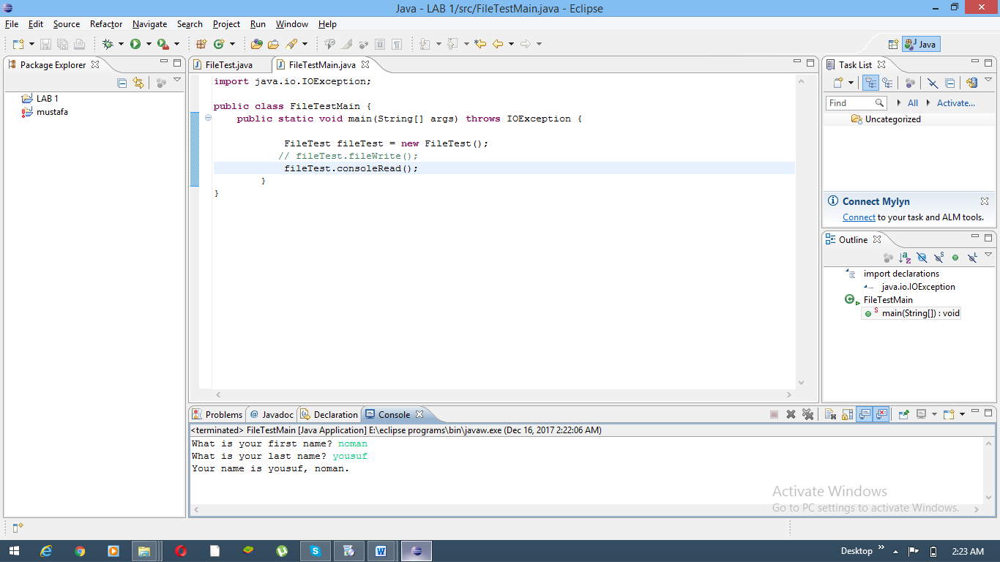 Java - LAB 1/src/FileTestMain.java - Eclipse
File Edit Source Refactor Navigate Search Project Run Window Help
Java
Package Explorer
LAB 1
mustafa
FileTest.java FileTestMain.java
import java.io.IOException;
public class FileTestMain {
public static void main(String[] args) throws IOException {
FileTest fileTest = new FileTest();
// fileTest.fileWrite();
fileTest.consoleRead();
}
}
Task List
Find All Activate...
Uncategorized
Connect Mylyn
Connect to your task and ALM tools.
Outline
import declarations
java.io.IOException
FileTestMain
main(String[]) : void
Problems @ Javadoc Declaration Console
<terminated> FileTestMain [Java Application] E:\eclipse programs\bin\javaw.exe (Dec 16, 2017 2:22:06 AM)
What is your first name? noman
What is your last name? yousuf
Your name is yousuf, noman.
Activate Windows
Go to PC settings to activate Windows.
Desktop 2:23 AM